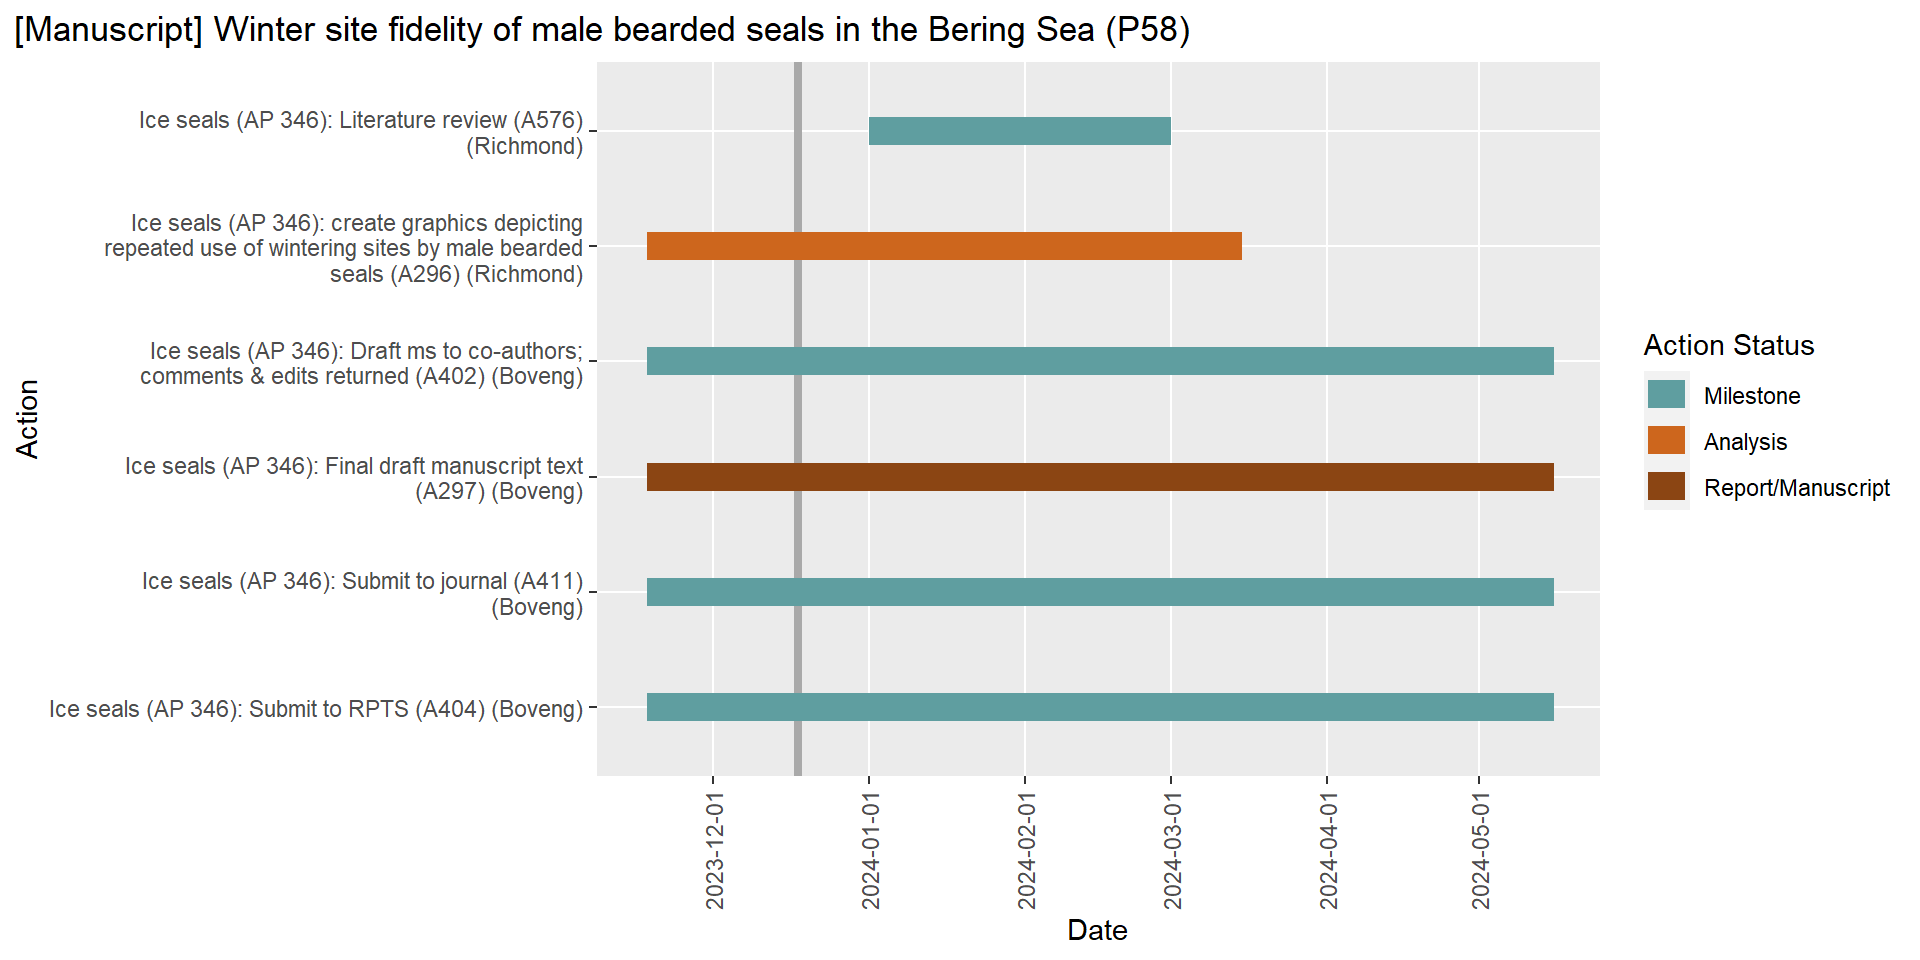 [Manuscript] Winter site fidelity of male bearded seals in the Bering Sea (P58)
Ice seals (AP 346): Literature review (A576)
(Richmond)
Ice seals (AP 346): create graphics depicting
repeated use of wintering sites by male bearded
seals (A296) (Richmond)
Ice seals (AP 346): Draft ms to co-authors;
comments & edits returned (A402) (Boveng)
Ice seals (AP 346): Final draft manuscript text
(A297) (Boveng)
Ice seals (AP 346): Submit to journal (A411)
(Boveng)
Ice seals (AP 346): Submit to RPTS (A404) (Boveng)
Action
2023-12-01
2024-01-01
2024-02-01
2024-03-01
2024-04-01
2024-05-01
Date
Action Status
Milestone
Analysis
Report/Manuscript